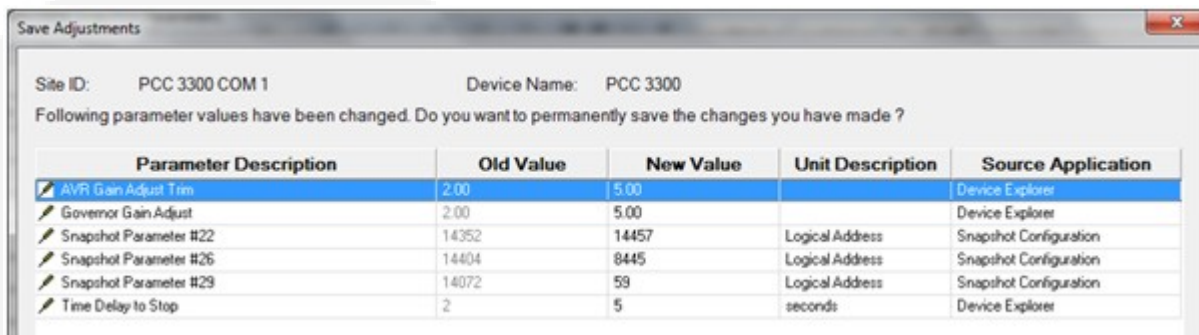 Save Adjustments
Site ID: PCC 3300 COM 1 Device Name: PCC 3300
Following parameter values have been changed. Do you want to permanently save the changes you have made ?
Parameter Description Old Value New Value Unit Description Source Application
AVR Gain Adjust Trim 2.00 5.00 Device Explorer
Governor Gain Adjust 2.00 5.00 Device Explorer
Snapshot Parameter #22 14352 14457 Logical Address Snapshot Configuration
Snapshot Parameter #26 14404 8445 Logical Address Snapshot Configuration
Snapshot Parameter #29 14072 59 Logical Address Snapshot Configuration
Time Delay to Stop 2 5 seconds Device Explorer